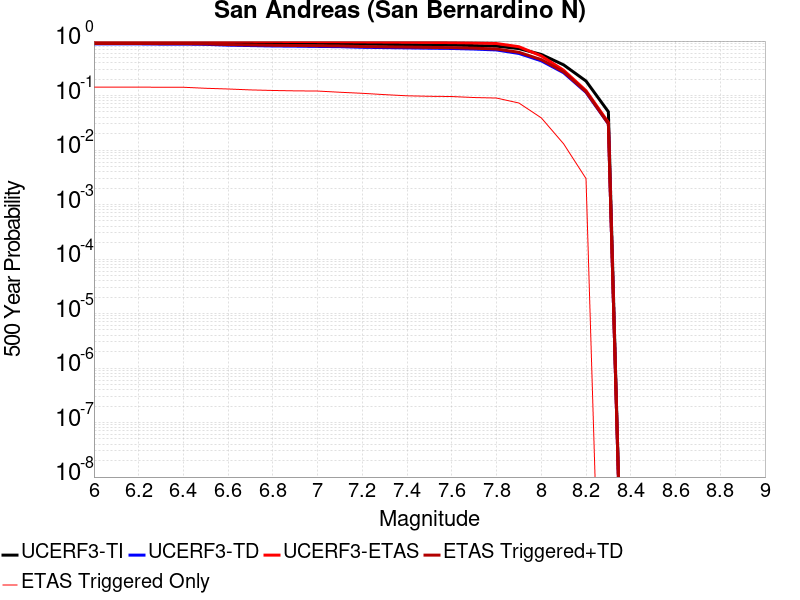 San Andreas (San Bernardino N)
10^0
10^-1
10^-2
10^-3
10^-4
10^-5
10^-6
10^-7
10^-8
500 Year Probability
6 6.2 6.4 6.6 6.8 7 7.2 7.4 7.6 7.8 8 8.2 8.4 8.6 8.8 9
Magnitude
UCERF3-TI UCERF3-TD UCERF3-ETAS ETAS Triggered+TD
ETAS Triggered Only